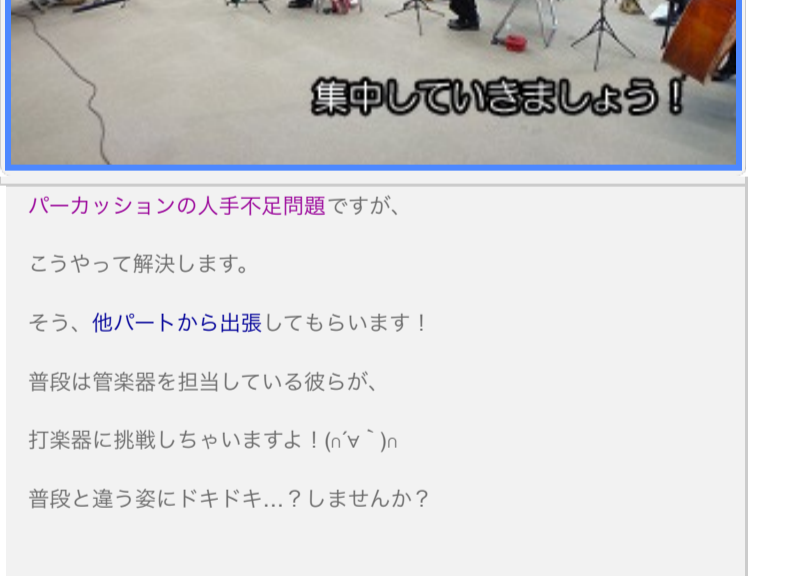 集中していきましょう！
パーカッションの人手不足問題ですが、
こうやって解決します。
そう、他パートから出張してもらいます！
普段は管楽器を担当している彼らが、
打楽器に挑戦しちゃいますよ！(∩´∀｀)∩
普段と違う姿にドキドキ…？しませんか？